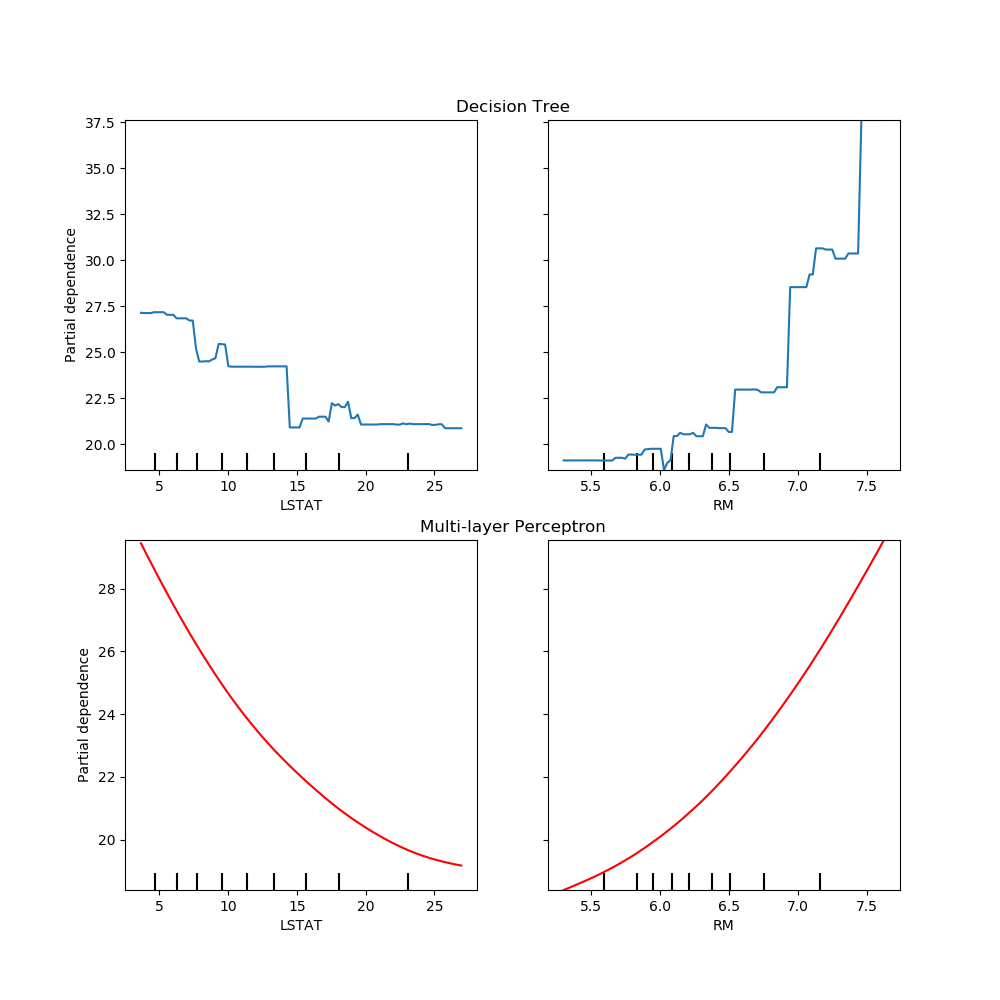 Decision Tree
37.5
35.0
32.5
30.0
27.5
25.0
22.5
20.0
Partial dependence
5 10 15 20 25
LSTAT
5.5 6.0 6.5 7.0 7.5
RM
Multi-layer Perceptron
28
26
24
22
20
Partial dependence
5 10 15 20 25
LSTAT
5.5 6.0 6.5 7.0 7.5
RM